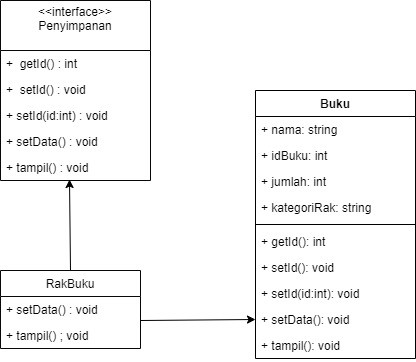 <<interface>>
Penyimpanan
+ getId() : int
+ setId() : void
+ setId(id:int) : void
+ setData() : void
+ tampil() : void
Buku
+ nama: string
+ idBuku: int
+ jumlah: int
+ kategoriRak: string
+ getId(): int
+ setId(): void
+ setId(id:int): void
+ setData(): void
+ tampil(): void
RakBuku
+ setData() : void
+ tampil() ; void